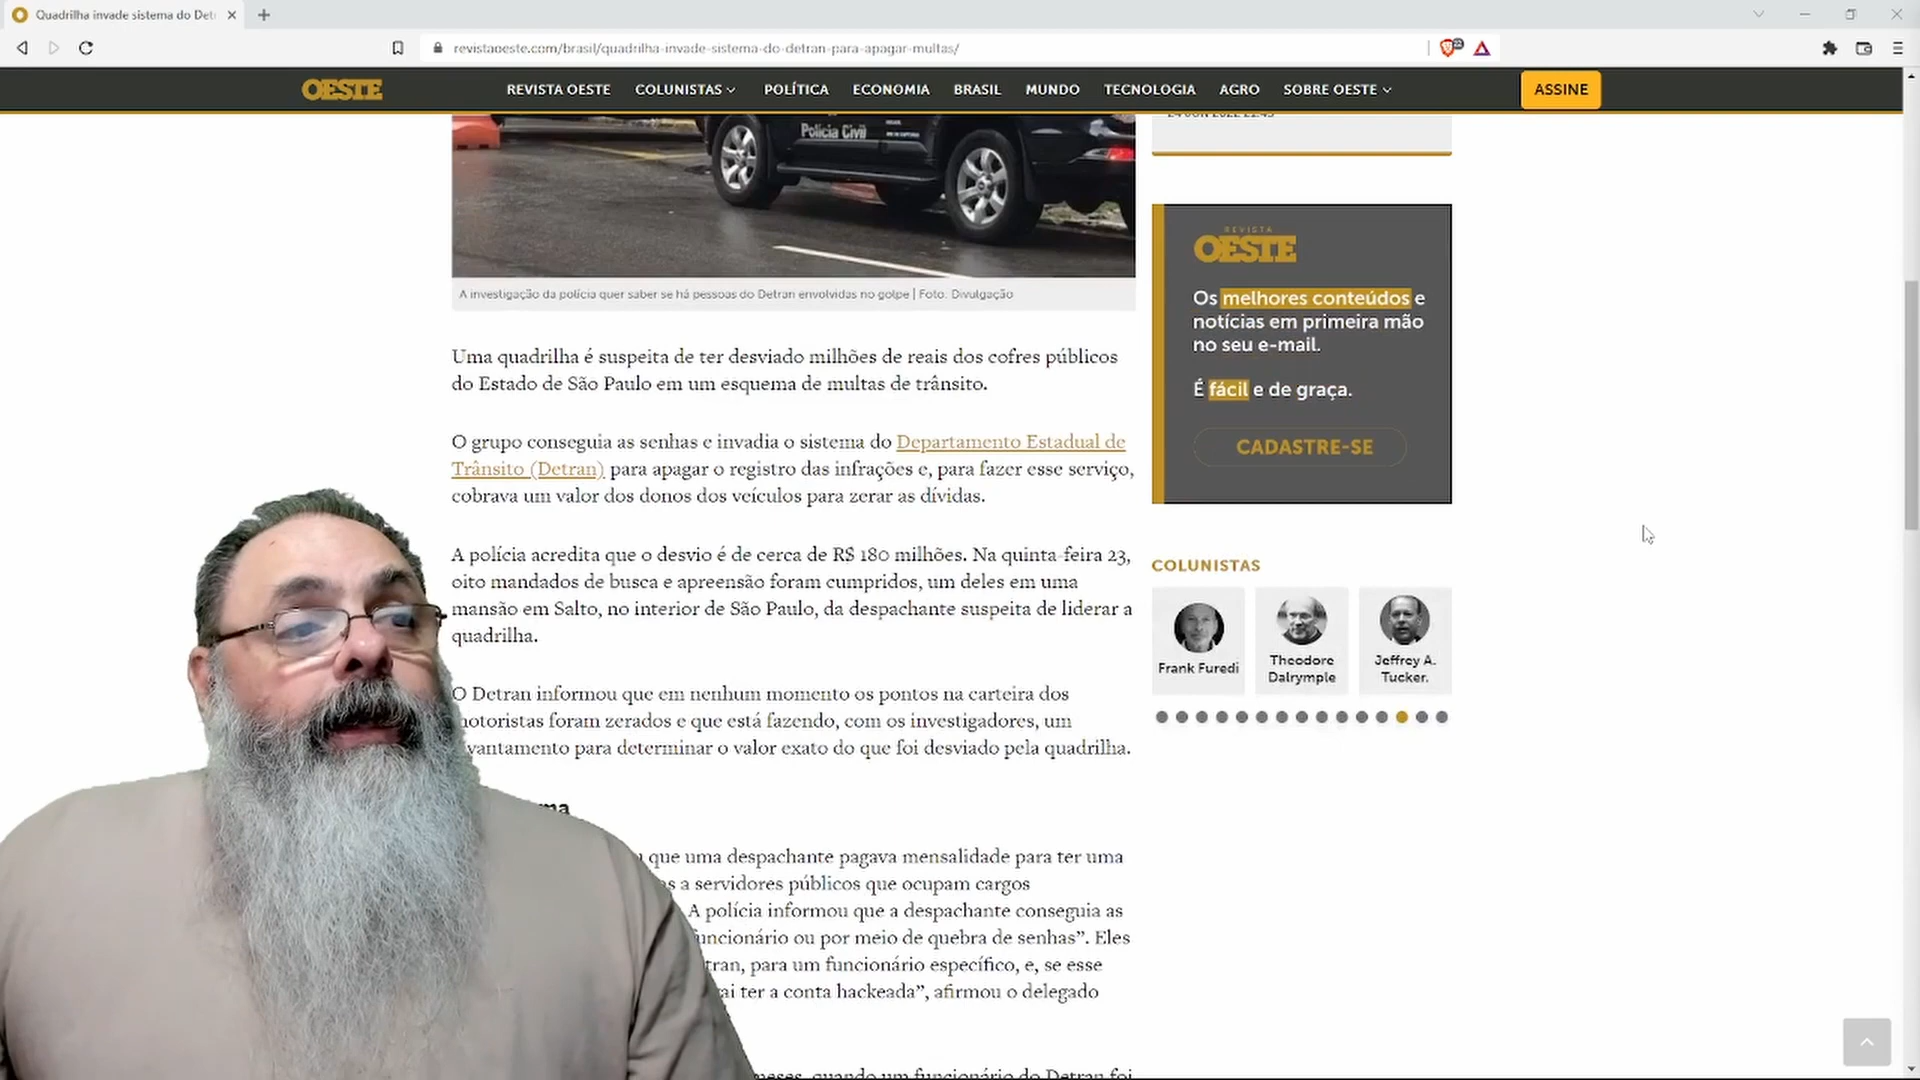 Quadrilha invade sistema do Det
revistaoeste.com/brasil/quadrilha-invade-sistema-do-detran-para-apagar-multas/
OESTE
REVISTA OESTE
COLUNISTAS
POLÍTICA
ECONOMIA
BRASIL
MUNDO
TECNOLOGIA
AGRO
SOBRE OESTE
ASSINE
Polícia Civil
A investigação da polícia quer saber se há pessoas do Detran envolvidas no golpe | Foto: Divulgação
Uma quadrilha é suspeita de ter desviado milhões de reais dos cofres públicos
do Estado de São Paulo em um esquema de multas de trânsito.
O grupo conseguia as senhas e invadia o sistema do Departamento Estadual de
Trânsito (Detran) para apagar o registro das infrações e, para fazer esse serviço,
cobrava um valor dos donos dos veículos para zerar as dívidas.
A polícia acredita que o desvio é de cerca de R$ 180 milhões. Na quinta-feira 23,
oito mandados de busca e apreensão foram cumpridos, um deles em uma
mansão em Salto, no interior de São Paulo, da despachante suspeita de liderar a
quadrilha.
O Detran informou que em nenhum momento os pontos na carteira dos
motoristas foram zerados e que está fazendo, com os investigadores, um
vantamento para determinar o valor exato do que foi desviado pela quadrilha.
ma
que uma despachante pagava mensalidade para ter uma
s a servidores públicos que ocupam cargos
A polícia informou que a despachante conseguia as
uncionário ou por meio de quebra de senhas”. Eles
tran, para um funcionário específico, e, se esse
ai ter a conta hackeada”, afirmou o delegado
meses, quando um funcionário do Detran foi
REVISTA
OESTE
Os melhores conteúdos e
notícias em primeira mão
no seu e-mail.
É fácil e de graça.
CADASTRE-SE
COLUNISTAS
Frank Furedi
Theodore
Dalrymple
Jeffrey A.
Tucker.